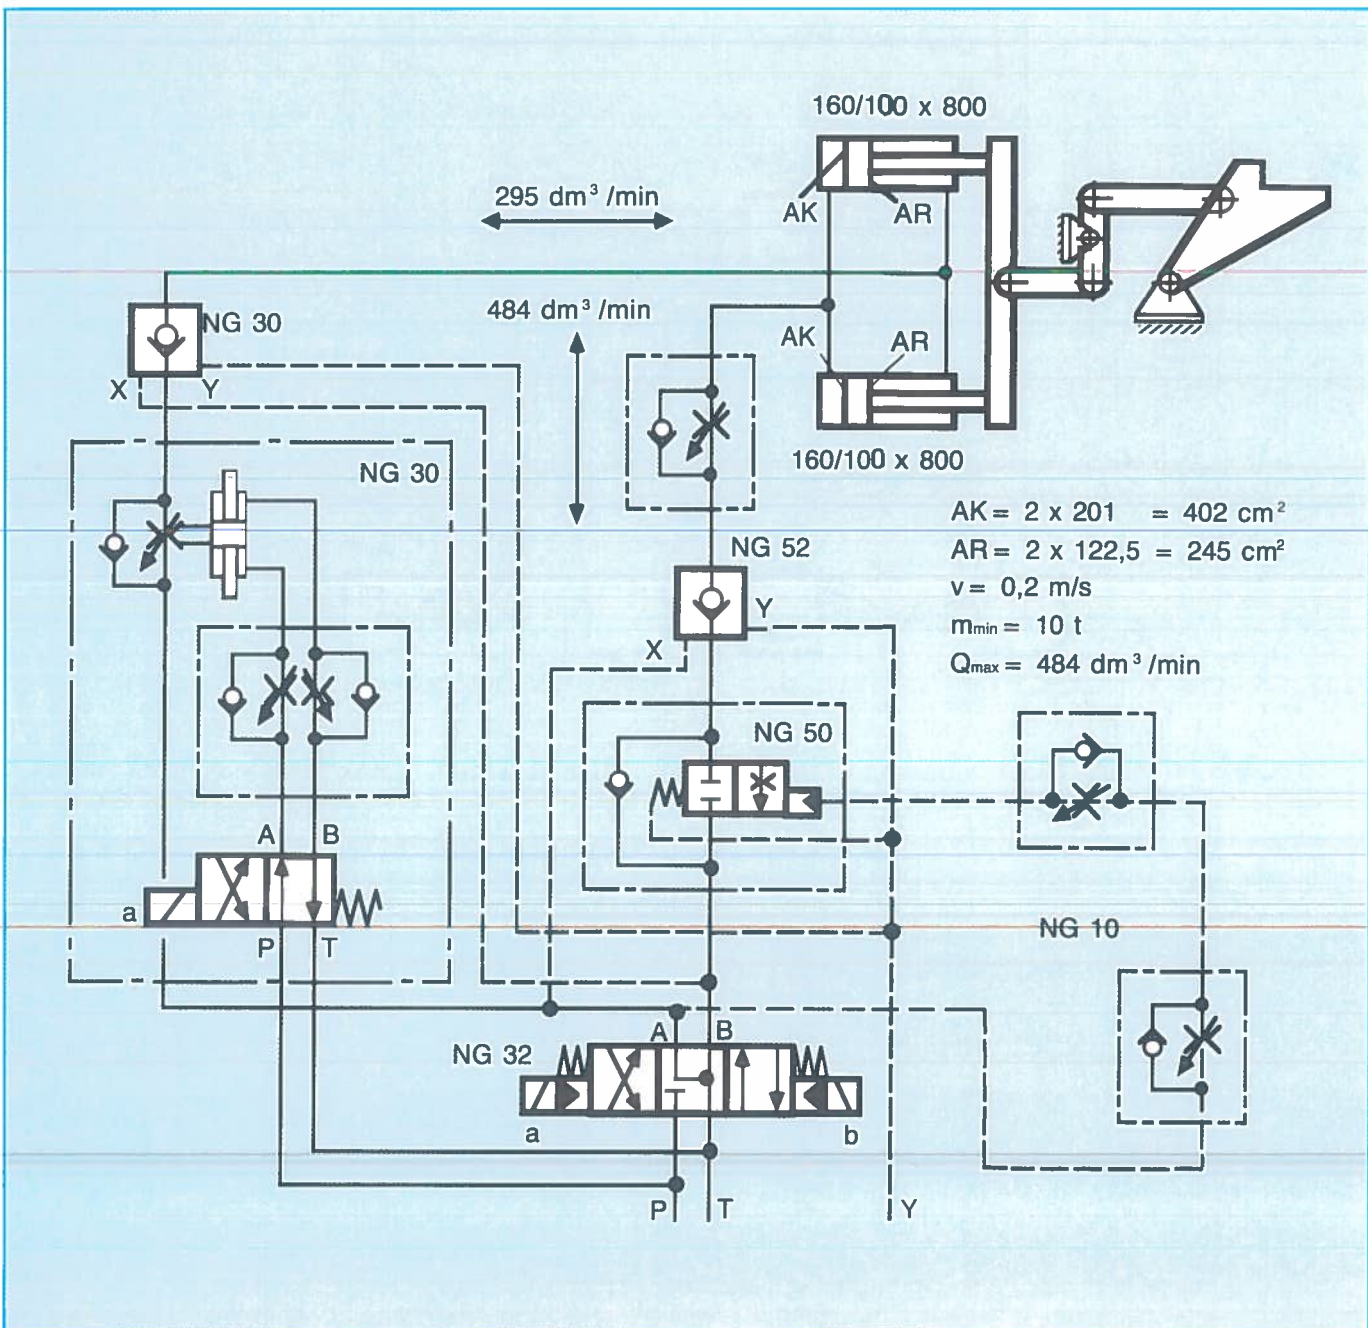 160/100 x 800
295 dm³ /min
AK
AR
484 dm³ /min
NG 30
AK
AR
X
Y
NG 30
160/100 x 800
AK = 2 x 201 = 402 cm²
AR = 2 x 122,5 = 245 cm²
v = 0,2 m/s
mmin = 10 t
Qmax = 484 dm³ /min
NG 52
Y
X
NG 50
A
B
a
P
T
NG 10
A
B
NG 32
a
b
P
T
Y